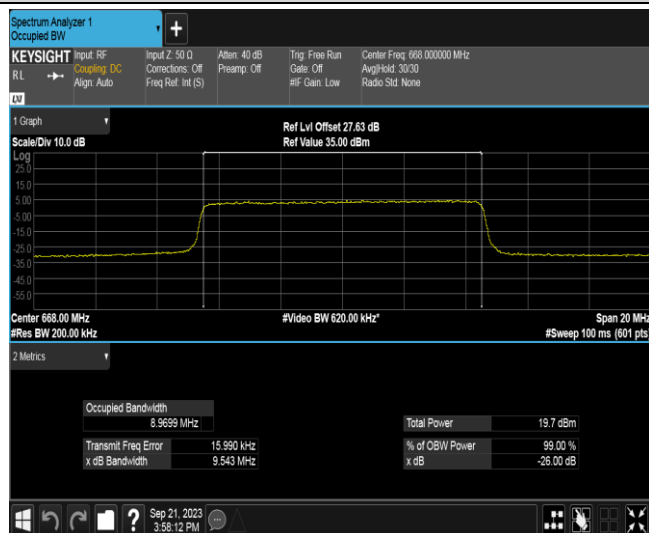 Spectrum Analyzer 1
Occupied BW
+
KEYSIGHT Input: RF Input Z: 50 Ω Atten: 40 dB Trig: Free Run Center Freq: 668.000000 MHz
RL Coupling: DC Corrections: Off Preamp: Off Gate: Off Avg|Hold: 30/30
Align: Auto Freq Ref: Int (S) #IF Gain: Low Radio Std: None
LXI
1 Graph
Ref Lvl Offset 27.63 dB
Scale/Div 10.0 dB Ref Value 35.00 dBm
Log
25.0
15.0
5.00
-5.00
-15.0
-25.0
-35.0
-45.0
-55.0
Center 668.00 MHz #Video BW 620.00 kHz* Span 20 MHz
#Res BW 200.00 kHz #Sweep 100 ms (601 pts)
2 Metrics
Occupied Bandwidth
8.9699 MHz Total Power 19.7 dBm
Transmit Freq Error 15.990 kHz % of OBW Power 99.00 %
x dB Bandwidth 9.543 MHz x dB -26.00 dB
? Sep 21, 2023
3:58:12 PM